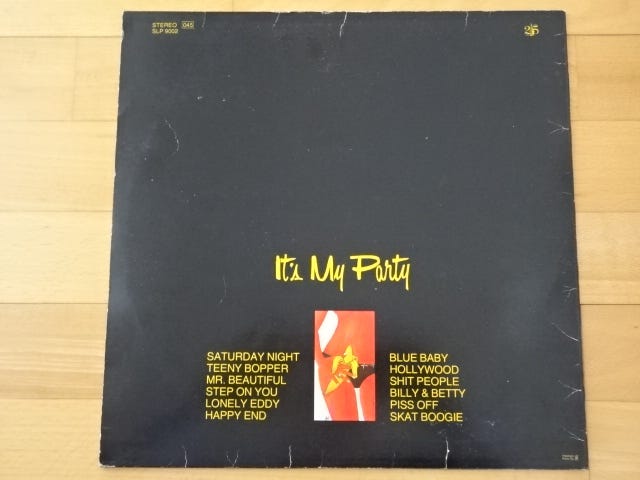 STEREO 045
SLP 9002
25
It's My Party
SATURDAY NIGHT
TEENY BOPPER
MR. BEAUTIFUL
STEP ON YOU
LONELY EDDY
HAPPY END
BLUE BABY
HOLLYWOOD
SHIT PEOPLE
BILLY & BETTY
PISS OFF
SKAT BOOGIE